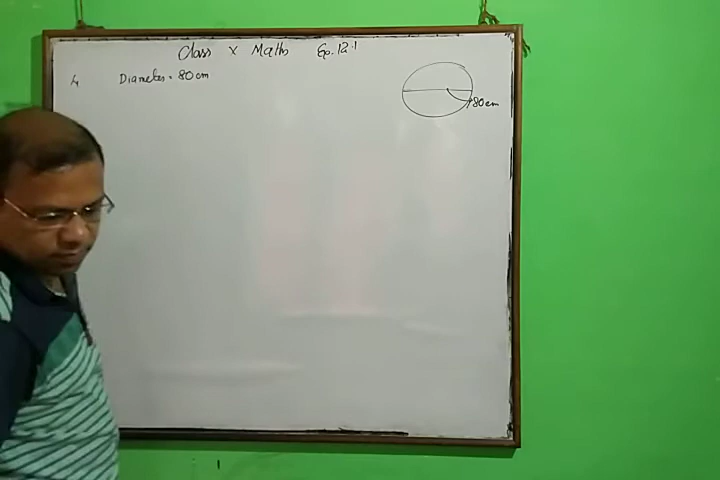 Class X Maths Ex. 12.1
4 Diameter = 80 cm
80 cm